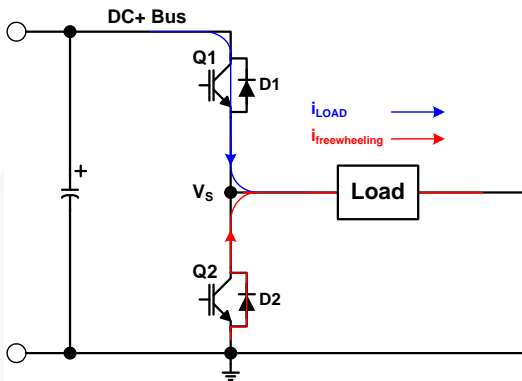 DC+ Bus
Q1
D1
iLOAD
ifreewheeling
+
VS
Load
Q2
D2